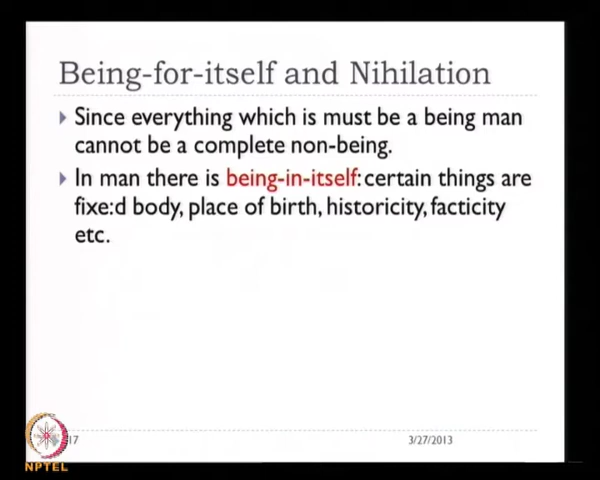 Being-for-itself and Nihilation
Since everything which is must be a being man
cannot be a complete non-being.
In man there is being-in-itself: certain things are
fixe:d body, place of birth, historicity, facticity
etc.
17
3/27/2013
NPTEL